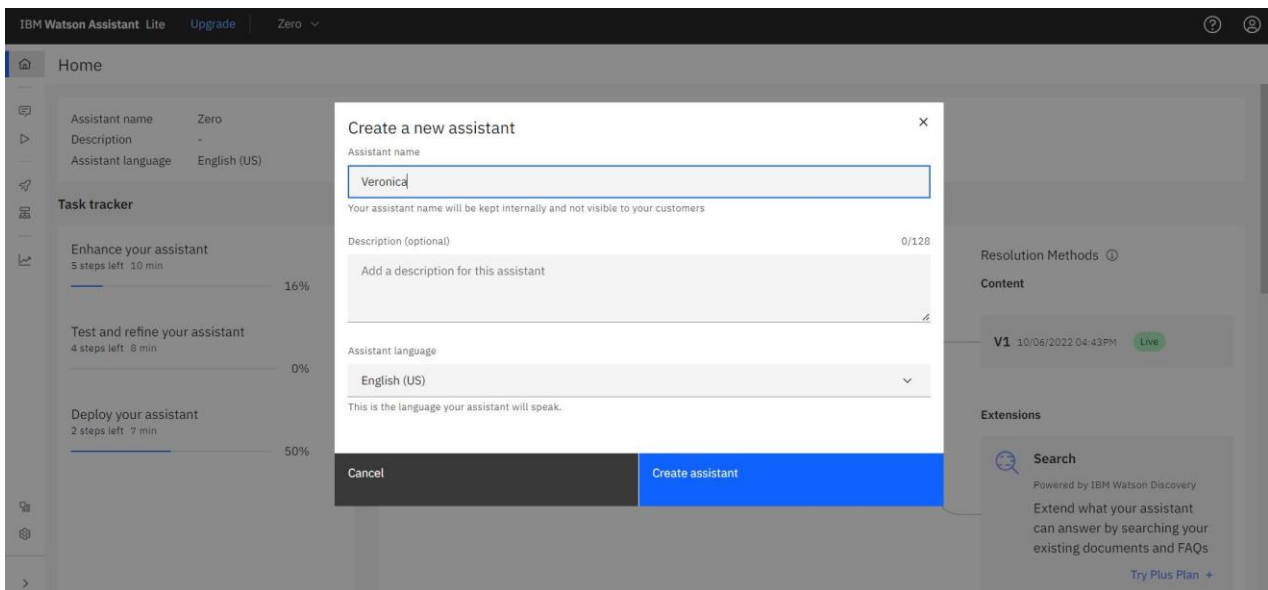 IBM Watson Assistant Lite Upgrade Zero
Home
Assistant name Zero
Description -
Assistant language English (US)
Task tracker
Enhance your assistant
5 steps left 10 min
16%
Test and refine your assistant
4 steps left 8 min
0%
Deploy your assistant
2 steps left 7 min
50%
Create a new assistant
Assistant name
Veronica
Your assistant name will be kept internally and not visible to your customers
Description (optional) 0/128
Add a description for this assistant
Assistant language
English (US)
This is the language your assistant will speak.
Cancel Create assistant
Resolution Methods
Content
V1 10/06/2022 04:43PM Live
Extensions
Search
Powered by IBM Watson Discovery
Extend what your assistant
can answer by searching your
existing documents and FAQs
Try Plus Plan +